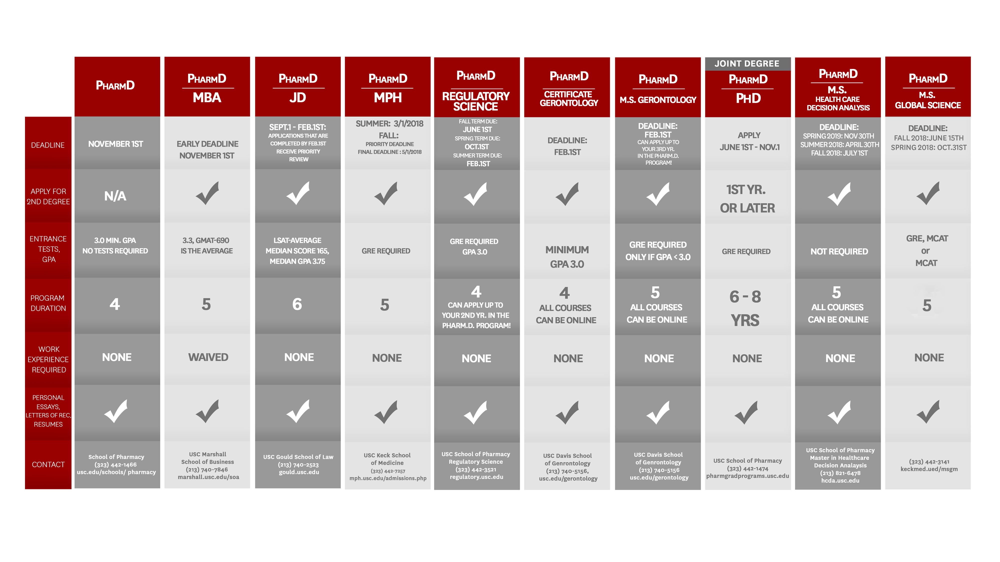 PHARMD
PHARMD
MBA
PHARMD
JD
PHARMD
MPH
PHARMD
REGULATORY
SCIENCE
PHARMD
CERTIFICATE
GERONTOLOGY
PHARMD
M.S. GERONTOLOGY
JOINT DEGREE
PHARMD
PHD
PHARMD
M.S.
HEALTH CARE
DECISION ANALYSIS
PHARMD
M.S.
GLOBAL SCIENCE
DEADLINE
NOVEMBER 1ST
EARLY DEADLINE
NOVEMBER 1ST
SEPT.1 - FEB.1ST:
APPLICATIONS THAT ARE
COMPLETED BY FEB.1ST
RECEIVE PRIORITY
REVIEW
SUMMER: 3/1/2018
FALL:
PRIORITY DEADLINE
FINAL DEADLINE : 5/1/2018
FALL TERM DUE:
JUNE 1ST
SPRING TERM DUE:
OCT.1ST
SUMMER TERM DUE:
FEB.1ST
DEADLINE:
FEB.1ST
DEADLINE:
FEB.1ST
CAN APPLY UP TO
YOUR 3RD YR.
IN THE PHARM.D.
PROGRAM!
APPLY
JUNE 1ST - NOV.1
DEADLINE:
SPRING 2019: NOV 30TH
SUMMER 2018: APRIL 30TH
FALL 2018: JULY 1ST
DEADLINE:
FALL 2018:JUNE 15TH
SPRING 2018: OCT.31ST
APPLY FOR
2ND DEGREE
N/A
1ST YR.
OR LATER
ENTRANCE
TESTS,
GPA
3.0 MIN. GPA
NO TESTS REQUIRED
3.3, GMAT-690
IS THE AVERAGE
LSAT-AVERAGE
MEDIAN SCORE 165,
MEDIAN GPA 3.75
GRE REQUIRED
GRE REQUIRED
GPA 3.0
MINIMUM
GPA 3.0
GRE REQUIRED
ONLY IF GPA < 3.0
GRE REQUIRED
NOT REQUIRED
GRE, MCAT
or
MCAT
PROGRAM
DURATION
4
5
6
5
4
CAN APPLY UP TO
YOUR 2ND YR. IN THE
PHARM.D. PROGRAM!
4
ALL COURSES
CAN BE ONLINE
5
ALL COURSES
CAN BE ONLINE
6 - 8
YRS
5
ALL COURSES
CAN BE ONLINE
5
WORK
EXPERIENCE
REQUIRED
NONE
WAIVED
NONE
NONE
NONE
NONE
NONE
NONE
NONE
NONE
PERSONAL
ESSAYS,
LETTERS OF REC,
RESUMES
CONTACT
School of Pharmacy
(323) 442-1466
usc.edu/schools/ pharmacy
USC Marshall
School of Business
(213) 740-7846
marshall.usc.edu/soa
USC Gould School of Law
(213) 740-2523
gould.usc.edu
USC Keck School
of Medicine
(323) 442-7257
mph.usc.edu/admissions.php
USC School of Pharmacy
Regulatory Science
(323) 442-3521
regulatory.usc.edu
USC Davis School
of Genrontology
(213) 740-5156,
usc.edu/gerontology
USC Davis School
of Genrontology
(213) 740-5156
usc.edu/gerontology
USC School of Pharmacy
(323) 442-1474
pharmgradprograms.usc.edu
USC School of Pharmacy
Master in Healthcare
Decision Analaysis
(213) 821-6478
hcda.usc.edu
(323) 442-3141
keckmed.ued/msgm